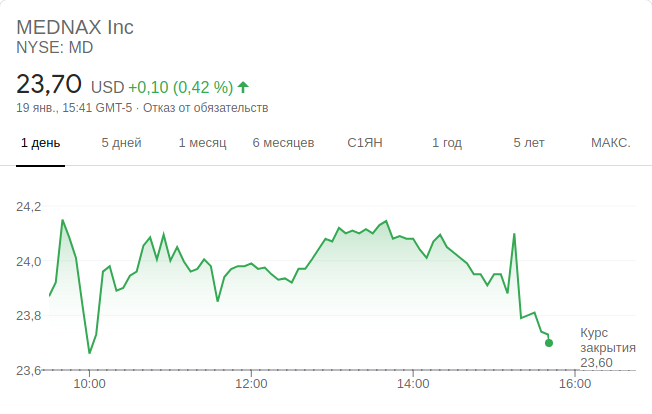 MEDNAX Inc
NYSE: MD
23,70 USD +0,10 (0,42 %)
19 янв., 15:41 GMT-5 · Отказ от обязательств
1 день 5 дней 1 месяц 6 месяцев С1ЯН 1 год 5 лет МАКС.
24,2
24,0
23,8
23,6
Курс
закрытия
23,60
10:00 12:00 14:00 16:00